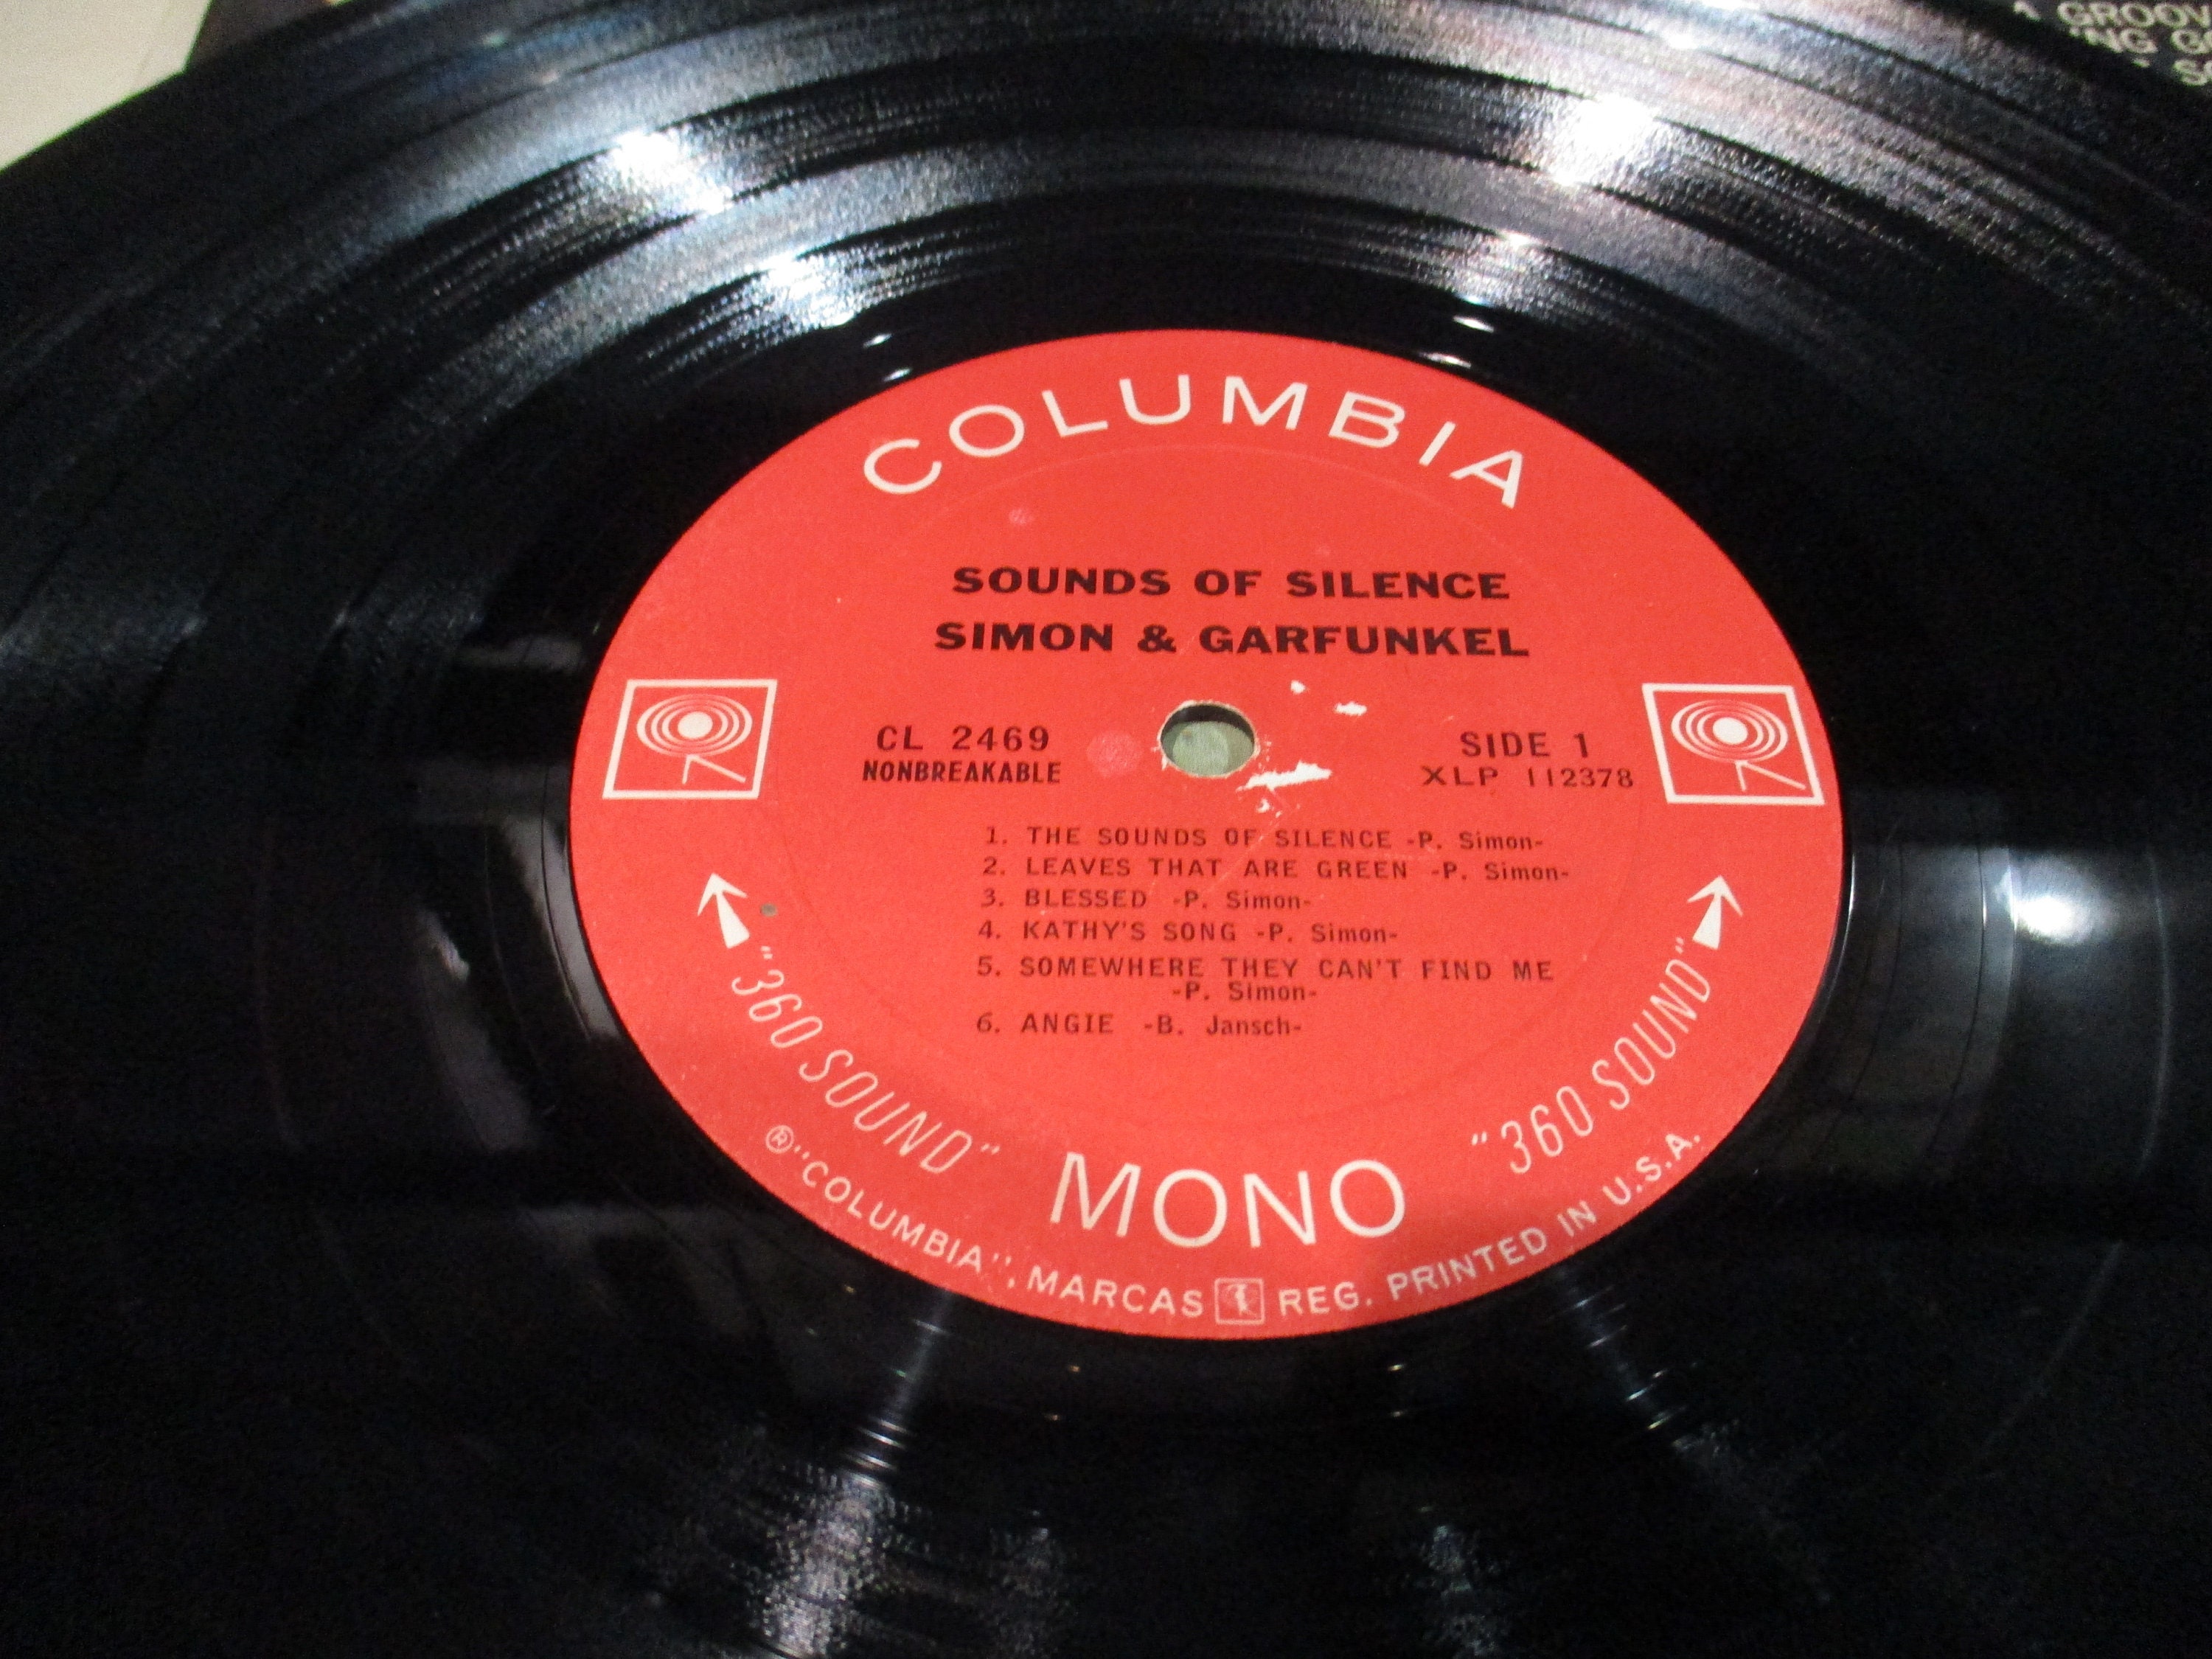 GROOV
COLUMBIA
SOUNDS OF SILENCE
SIMON & GARFUNKEL
CL 2469
NONBREAKABLE
SIDE 1
XLP 112378
1. THE SOUNDS OF SILENCE -P. Simon-
2. LEAVES THAT ARE GREEN -P. Simon-
3. BLESSED -P. Simon-
4. KATHY'S SONG -P. Simon-
5. SOMEWHERE THEY CAN'T FIND ME
-P. Simon-
6. ANGIE -B. Jansch-
"360 SOUND"
MONO
"360 SOUND"
® "COLUMBIA", MARCAS REG. PRINTED IN U.S.A.